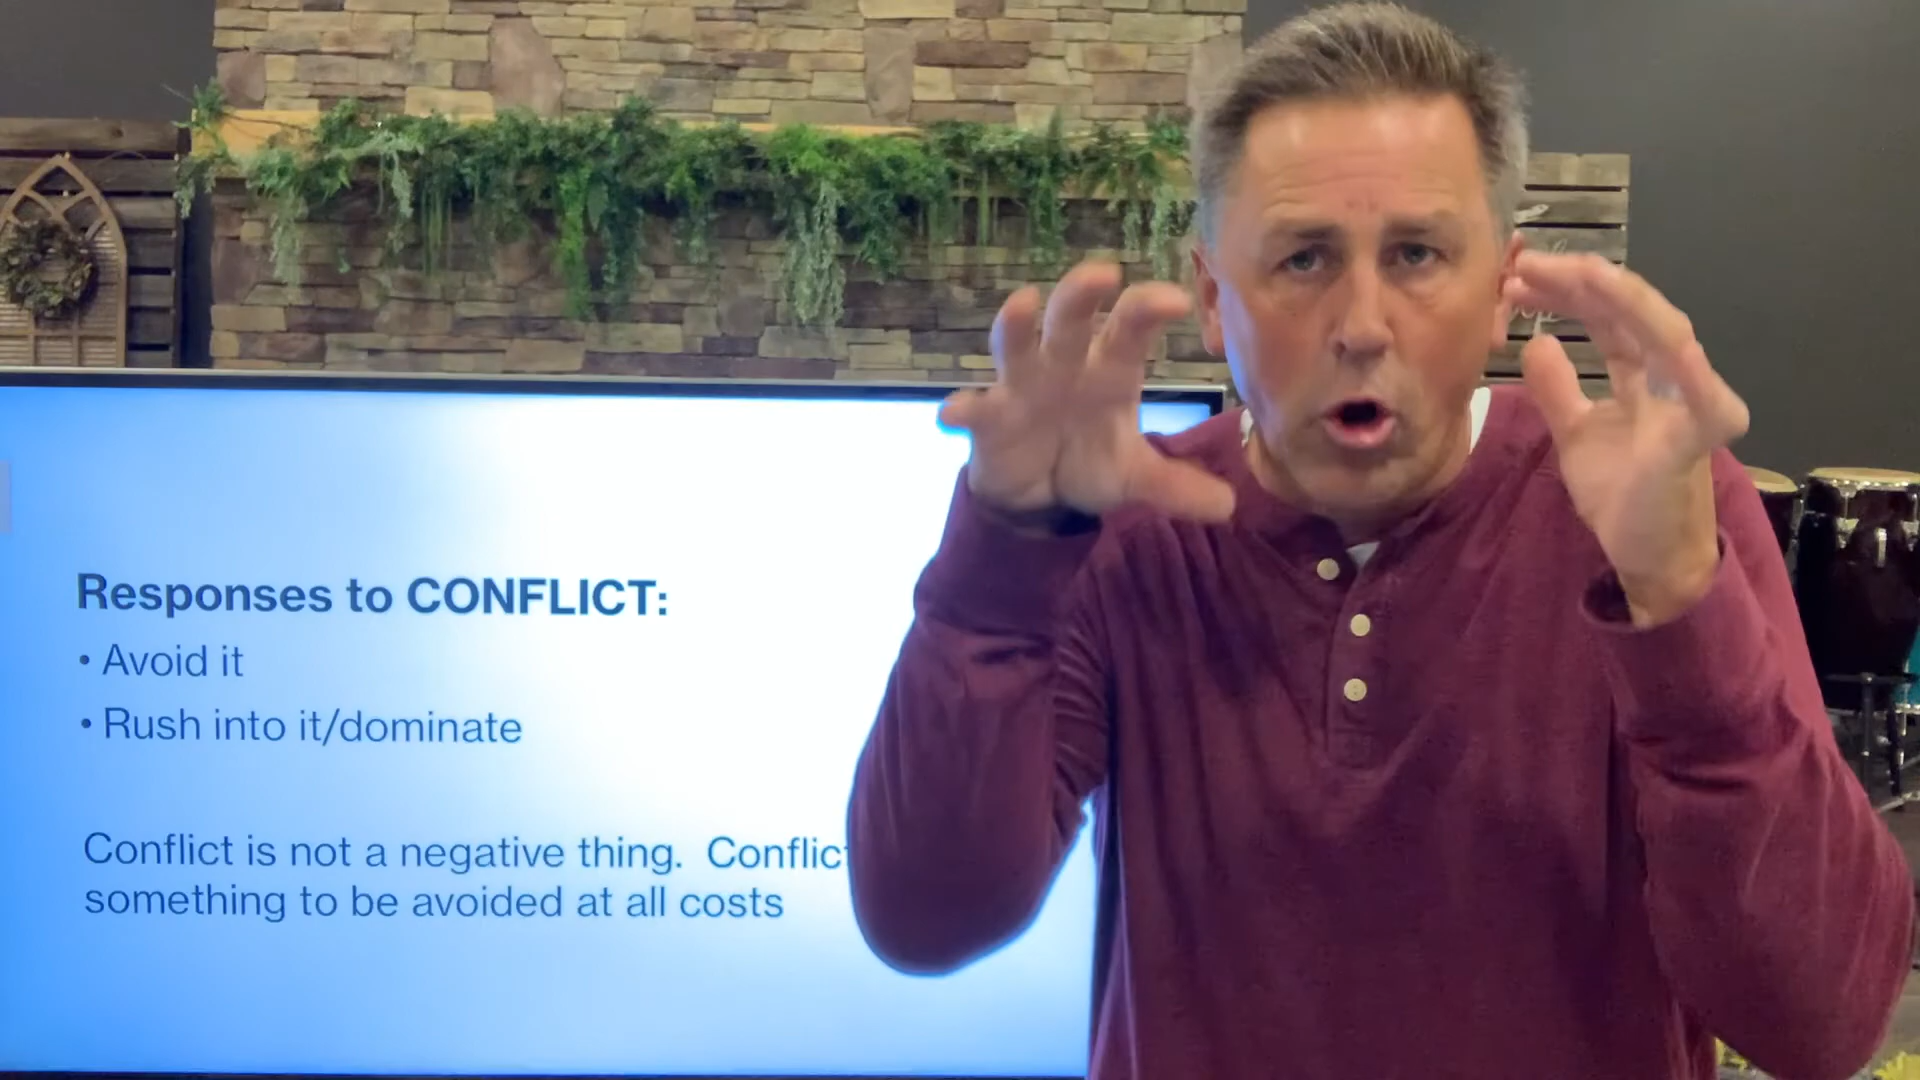 Responses to CONFLICT:
• Avoid it
• Rush into it/dominate
Conflict is not a negative thing. Conflict
something to be avoided at all costs